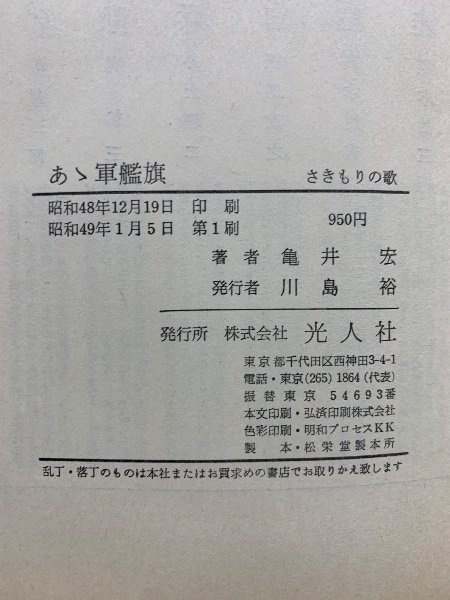 あゝ軍艦旗 さきもりの歌
昭和48年12月19日 印刷
昭和49年1月5日 第1刷 950円
著者 亀井宏
発行者 川島裕
発行所 株式会社 光人社
東京都千代田区西神田3-4-1
電話・東京(265)1864(代表)
振替東京 54693番
本文印刷・弘済印刷株式会社
色彩印刷・明和プロセスKK
製本・松栄堂製本所
乱丁・落丁のものは本社またはお買求めの書店でお取りかえ致します